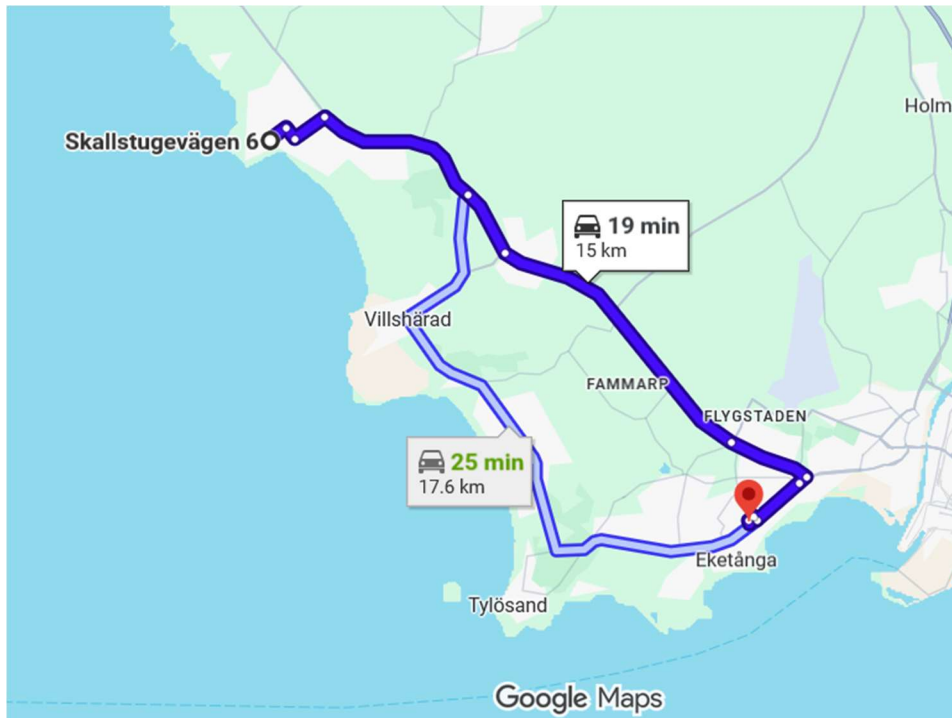 Holm
Skallstugevägen 6
19 min
15 km
Villshärad
FAMMARP
FLYGSTADEN
25 min
17.6 km
Eketånga
Tylösand
Google Maps